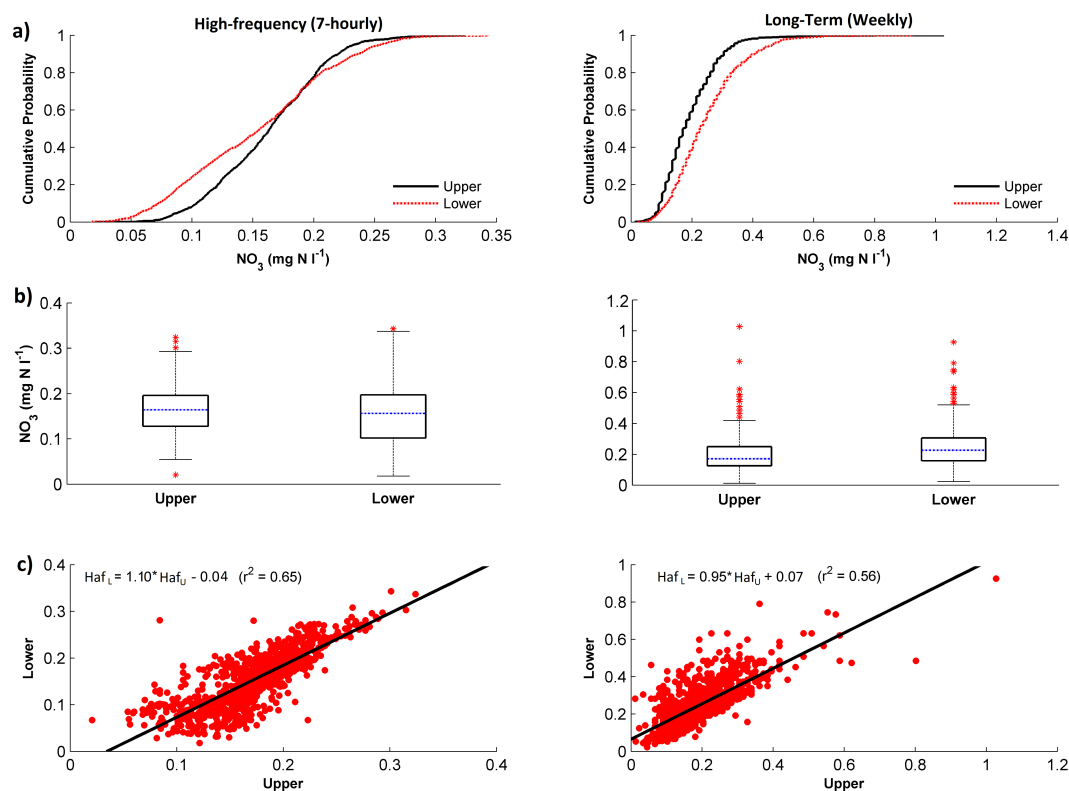 High-frequency (7-hourly)
Long-Term (Weekly)
a)
Cumulative Probability
1
0.8
0.6
0.4
0.2
0
0
0.05
0.1
0.15
0.2
0.25
0.3
0.35
NO3 (mg N l-1)
Upper
Lower
Cumulative Probability
1
0.8
0.6
0.4
0.2
0
0
0.2
0.4
0.6
0.8
1
1.2
1.4
NO3 (mg N l-1)
Upper
Lower
b)
NO3 (mg N l-1)
0.4
0.3
0.2
0.1
0
Upper
Lower
1.2
1
0.8
0.6
0.4
0.2
0
Upper
Lower
c)
Lower
0.4
0.3
0.2
0.1
0
Haf L = 1.10* HafU - 0.04 (r2 = 0.65)
0
0.1
0.2
0.3
0.4
Upper
Lower
1
0.8
0.6
0.4
0.2
0
Haf L = 0.95* HafU + 0.07 (r2 = 0.56)
0
0.2
0.4
0.6
0.8
1
1.2
Upper